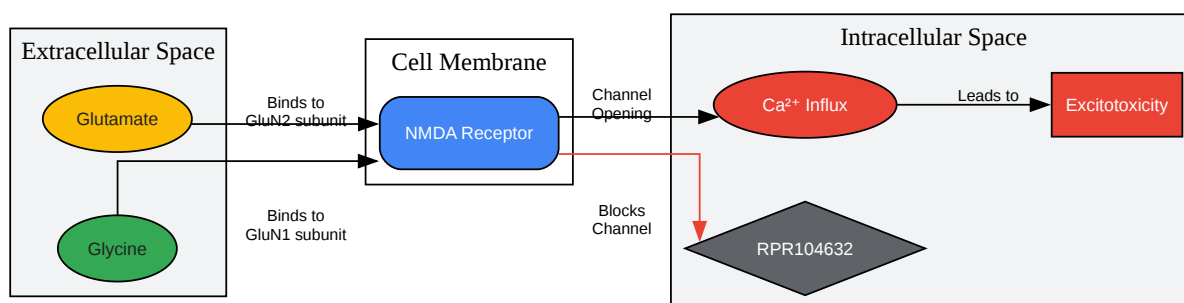 Extracellular Space
Glutamate
Glycine
Binds to
GluN2 subunit
Binds to
GluN1 subunit
Cell Membrane
NMDA Receptor
Channel
Opening
Blocks
Channel
Intracellular Space
Ca²⁺ Influx
Leads to
Excitotoxicity
RPR104632